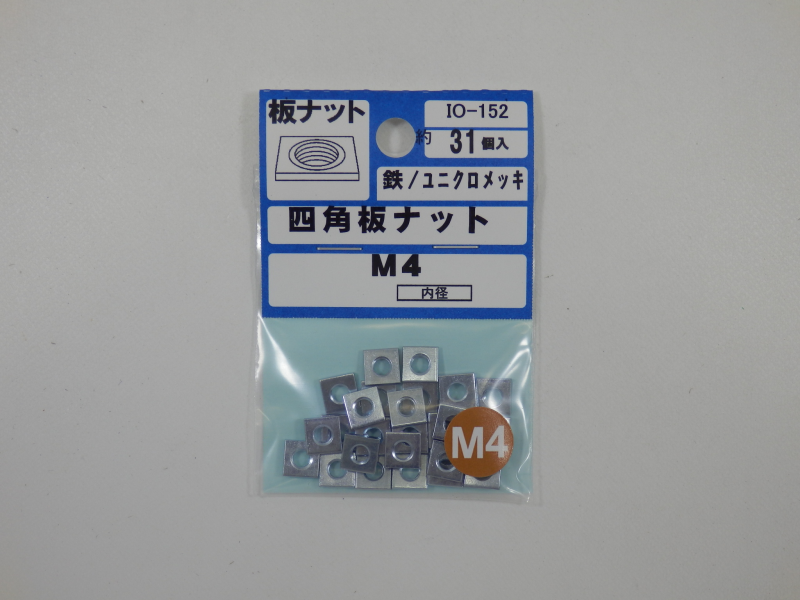 板ナット
IO-152
約 31 個入
鉄/ユニクロメッキ
四角板ナット
M4
内径
M4